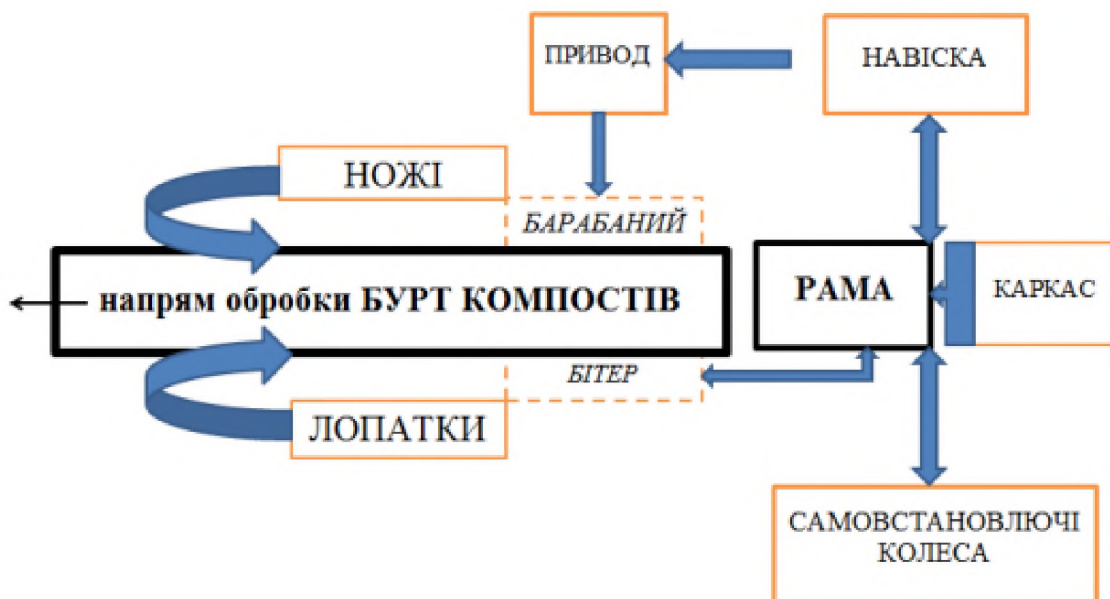 ПРИВОД
НАВІСКА
НОЖІ
БАРАБАНИЙ
напрям обробки БУРТ КОМПОСТІВ
РАМА
КАРКАС
БІТЕР
ЛОПАТКИ
САМОВСТАНОВЛЮЧІ
КОЛЕСА